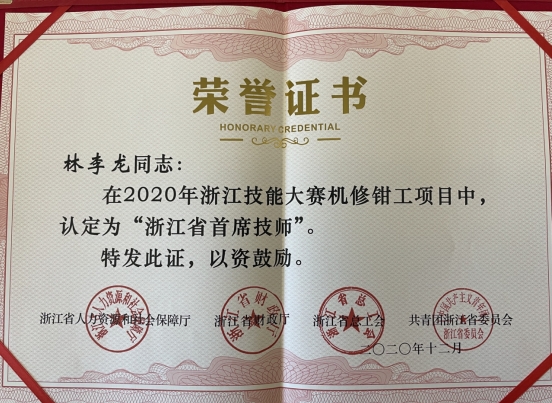 荣誉证书
HONORARY CREDENTIAL
林李龙同志：
在2020年浙江技能大赛机修钳工项目中，
认定为“浙江省首席技师”。
特发此证，以资鼓励。
浙江省人力资源和社会保障厅 浙江省财政厅 浙江省总工会 共青团浙江省委员会
二〇二〇年十二月